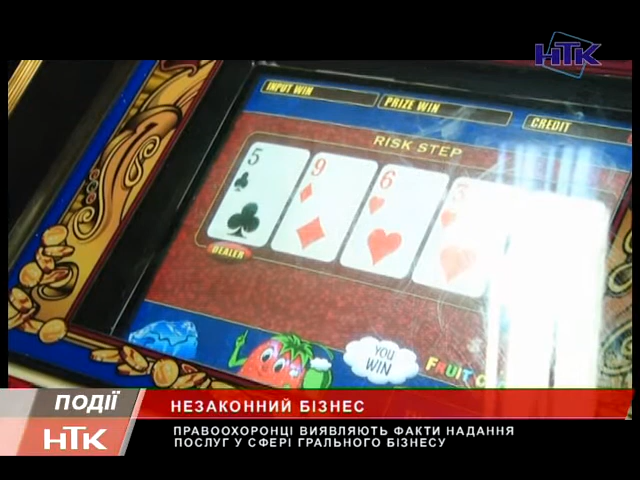 НТК
INPUT WIN
PRIZE WIN
CREDIT
RISK STEP
5
9
6
DEALER
YOU
WIN
FRUIT
ПОДІЇ
НТК
НЕЗАКОННИЙ БІЗНЕС
ПРАВООХОРОНЦІ ВИЯВЛЯЮТЬ ФАКТИ НАДАННЯ
ПОСЛУГ У СФЕРІ ГРАЛЬНОГО БІЗНЕСУ